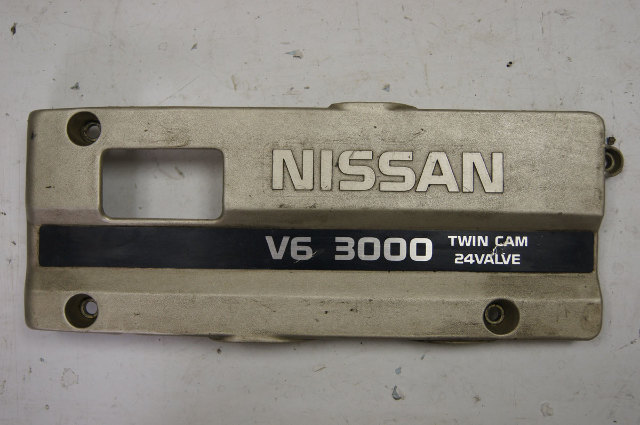 NISSAN
V6 3000 TWIN CAM
24VALVE